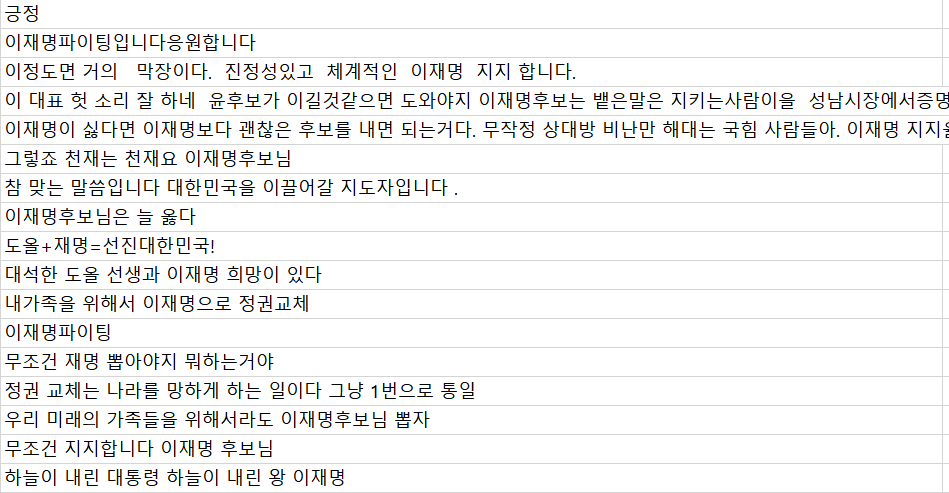 긍정
이재명파이팅입니다응원합니다
이정도면 거의 막장이다. 진정성있고 체계적인 이재명 지지 합니다.
이 대표 헛 소리 잘 하네 윤후보가 이길것같으면 도와야지 이재명후보는 뱉은말은 지키는사람이을 성남시장에서증명
이재명이 싫다면 이재명보다 괜찮은 후보를 내면 되는거다. 무작정 상대방 비난만 해대는 국힘 사람들아. 이재명 지지율
그렇죠 천재는 천재요 이재명후보님
참 맞는 말씀입니다 대한민국을 이끌어갈 지도자입니다 .
이재명후보님은 늘 옳다
도올+재명=선진대한민국!
대석한 도올 선생과 이재명 희망이 있다
내가족을 위해서 이재명으로 정권교체
이재명파이팅
무조건 재명 뽑아야지 뭐하는거야
정권 교체는 나라를 망하게 하는 일이다 그냥 1번으로 통일
우리 미래의 가족들을 위해서라도 이재명후보님 뽑자
무조건 지지합니다 이재명 후보님
하늘이 내린 대통령 하늘이 내린 왕 이재명